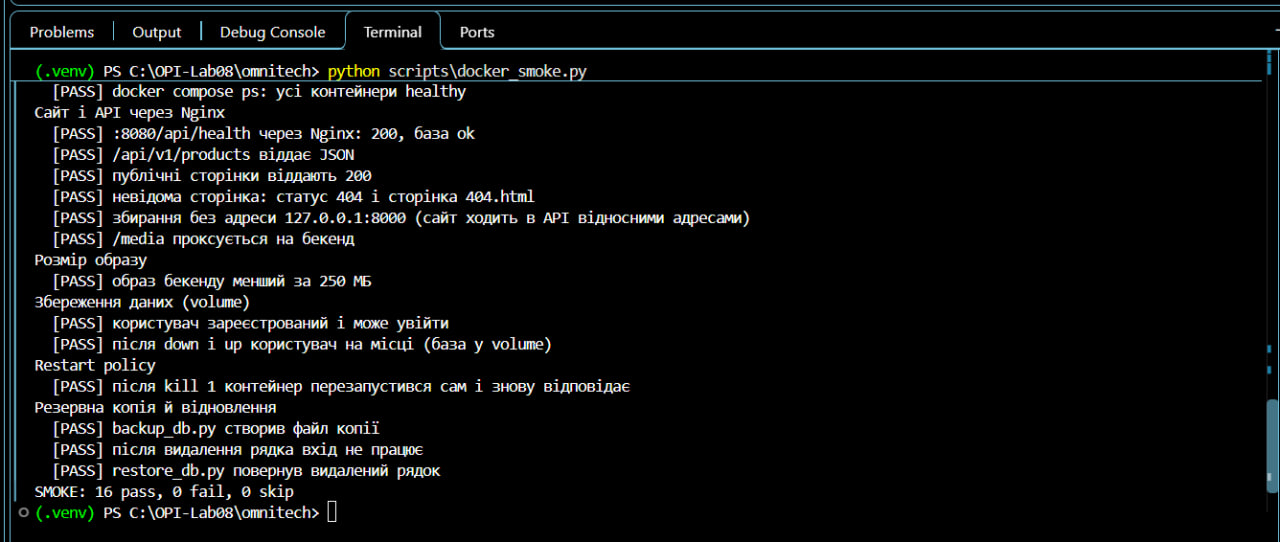 Problems Output Debug Console Terminal Ports
(.venv) PS C:\OPI-Lab08\omnitech> python scripts\docker_smoke.py
[PASS] docker compose ps: усі контейнери healthy
Сайт і API через Nginx
[PASS] :8080/api/health через Nginx: 200, база ok
[PASS] /api/v1/products віддає JSON
[PASS] публічні сторінки віддають 200
[PASS] невідома сторінка: статус 404 і сторінка 404.html
[PASS] збирання без адреси 127.0.0.1:8000 (сайт ходить в API відносними адресами)
[PASS] /media проксується на бекенд
Розмір образу
[PASS] образ бекенду менший за 250 МБ
Збереження даних (volume)
[PASS] користувач зареєстрований і може увійти
[PASS] після down і up користувач на місці (база у volume)
Restart policy
[PASS] після kill 1 контейнер перезапустився сам і знову відповідає
Резервна копія й відновлення
[PASS] backup_db.py створив файл копії
[PASS] після видалення рядка вхід не працює
[PASS] restore_db.py повернув видалений рядок
SMOKE: 16 pass, 0 fail, 0 skip
(.venv) PS C:\OPI-Lab08\omnitech>